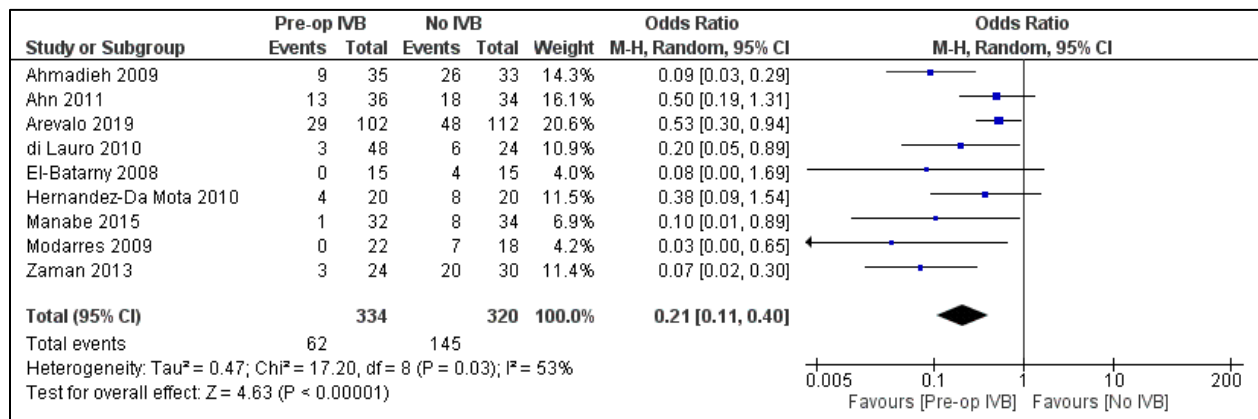 Pre-op IVB No IVB Odds Ratio Odds Ratio
Study or Subgroup Events Total Events Total Weight M-H, Random, 95% CI M-H, Random, 95% CI
Ahmadieh 2009 9 35 26 33 14.3% 0.09 [0.03, 0.29]
Ahn 2011 13 36 18 34 16.1% 0.50 [0.19, 1.31]
Arevalo 2019 29 102 48 112 20.6% 0.53 [0.30, 0.94]
di Lauro 2010 3 48 6 24 10.9% 0.20 [0.05, 0.89]
El-Batarny 2008 0 15 4 15 4.0% 0.08 [0.00, 1.69]
Hernandez-Da Mota 2010 4 20 8 20 11.6% 0.38 [0.09, 1.54]
Manabe 2015 1 32 8 34 6.9% 0.10 [0.01, 0.89]
Modarres 2009 0 22 7 18 4.2% 0.03 [0.00, 0.65]
Zaman 2013 3 24 20 30 11.4% 0.07 [0.02, 0.30]
Total (95% CI) 334 320 100.0% 0.21 [0.11, 0.40]
Total events 62 145
Heterogeneity: Tau² = 0.47; Chi² = 17.20, df = 8 (P = 0.03); I² = 53%
Test for overall effect: Z = 4.63 (P < 0.00001)
0.005 0.1 1 10 200
Favours [Pre-op IVB] Favours [No IVB]